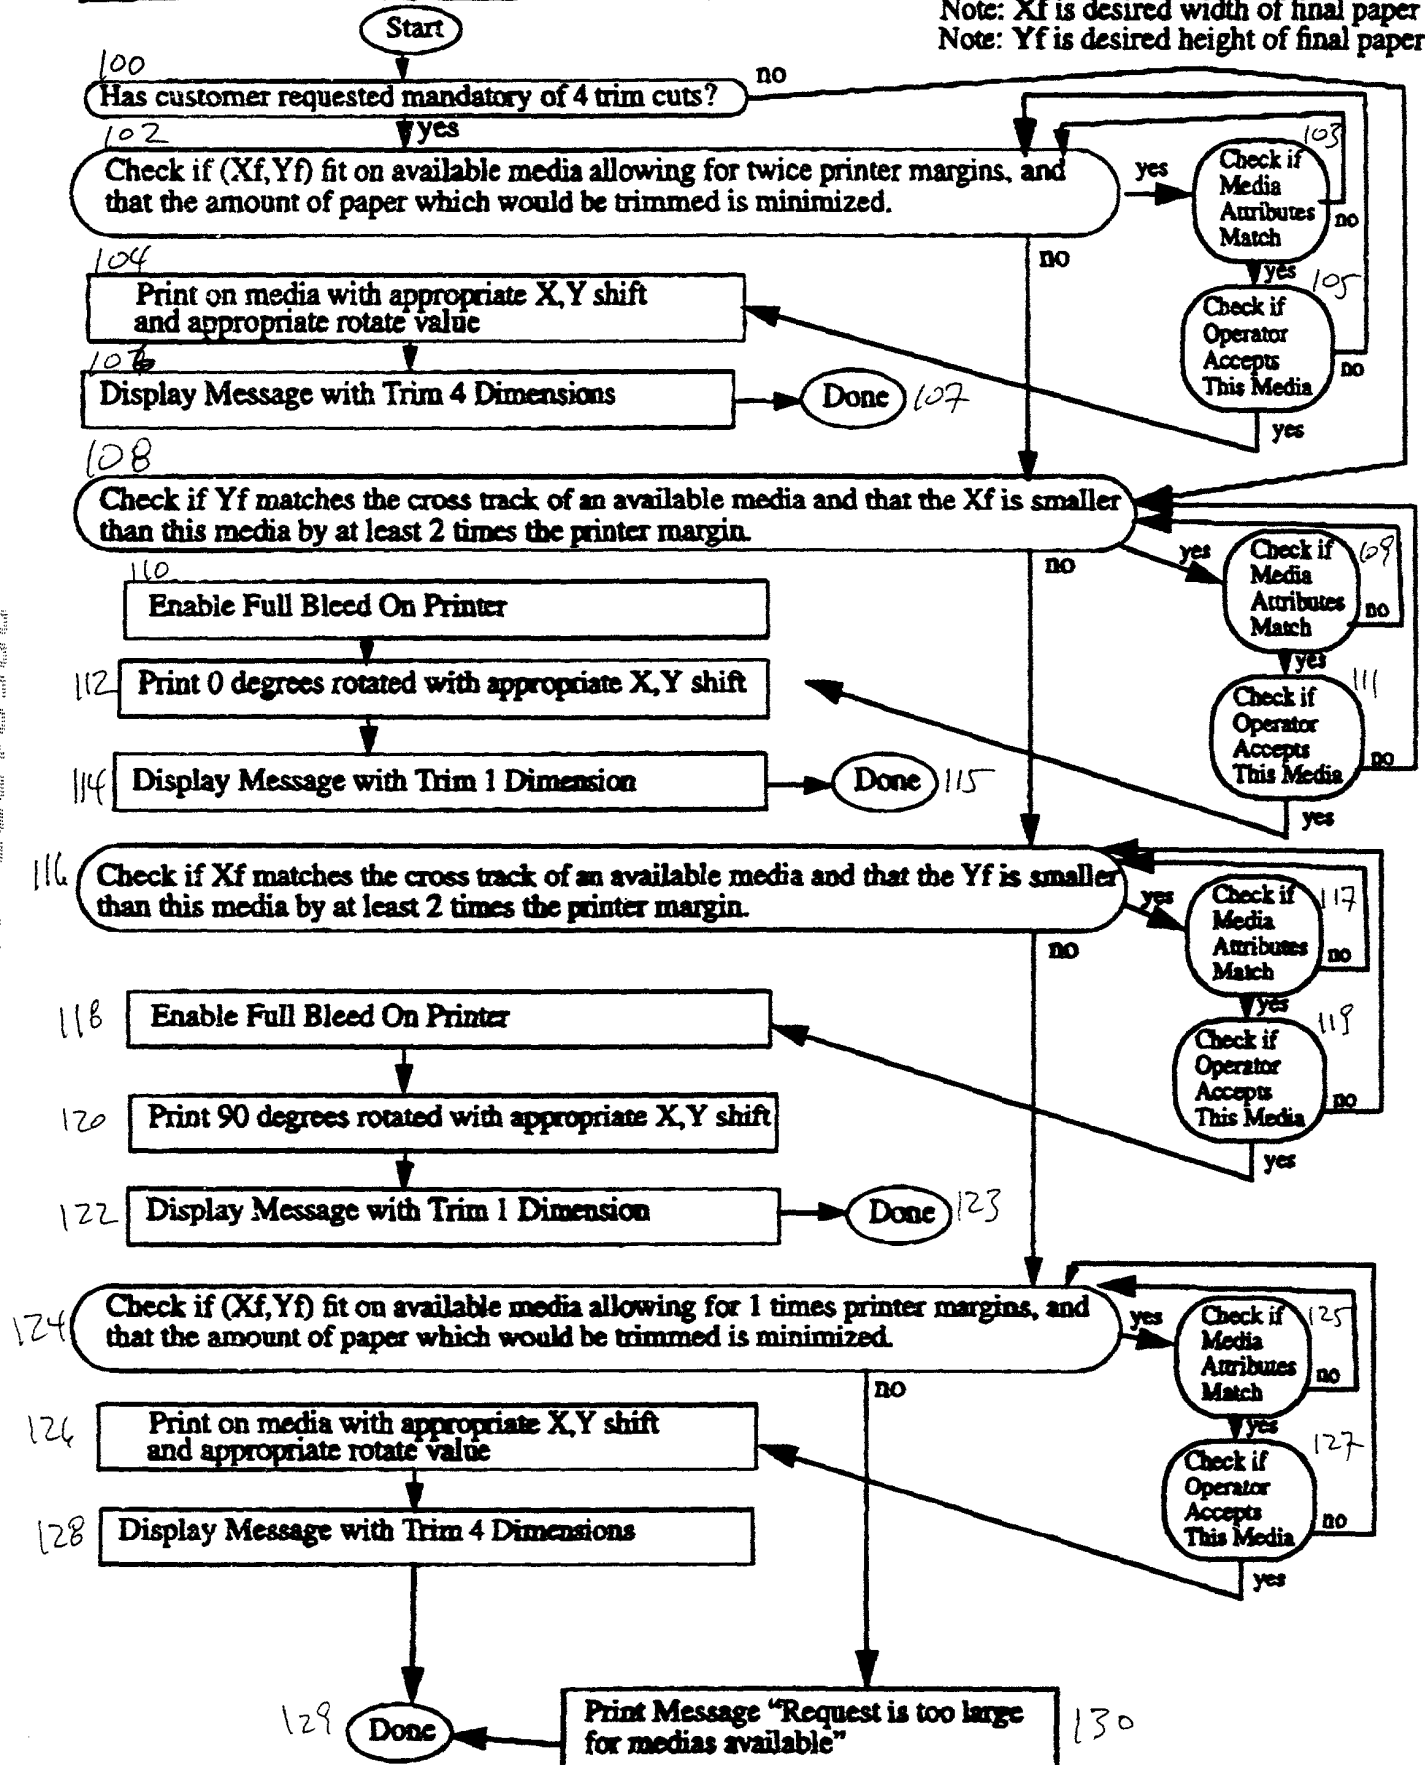 Note: Xf is desired width of final paper
Note: Yf is desired height of final paper
Start
100
Has customer requested mandatory of 4 trim cuts?
no
yes
102
Check if (Xf,Yf) fit on available media allowing for twice printer margins, and
that the amount of paper which would be trimmed is minimized.
yes
no
103
Check if
Media
Attributes
Match
no
yes
104
Print on media with appropriate X,Y shift
and appropriate rotate value
105
Check if
Operator
Accepts
This Media
no
yes
106
Display Message with Trim 4 Dimensions
Done
107
108
Check if Yf matches the cross track of an available media and that the Xf is smaller
than this media by at least 2 times the printer margin.
yes
no
109
Check if
Media
Attributes
Match
no
yes
110
Enable Full Bleed On Printer
111
Check if
Operator
Accepts
This Media
no
yes
112
Print 0 degrees rotated with appropriate X,Y shift
114
Display Message with Trim 1 Dimension
Done
115
116
Check if Xf matches the cross track of an available media and that the Yf is smaller
than this media by at least 2 times the printer margin.
yes
no
117
Check if
Media
Attributes
Match
no
yes
118
Enable Full Bleed On Printer
119
Check if
Operator
Accepts
This Media
no
yes
120
Print 90 degrees rotated with appropriate X,Y shift
122
Display Message with Trim 1 Dimension
Done
123
124
Check if (Xf,Yf) fit on available media allowing for 1 times printer margins, and
that the amount of paper which would be trimmed is minimized.
yes
no
125
Check if
Media
Attributes
Match
no
yes
126
Print on media with appropriate X,Y shift
and appropriate rotate value
127
Check if
Operator
Accepts
This Media
no
yes
128
Display Message with Trim 4 Dimensions
129
Done
Print Message "Request is too large
for medias available"
130